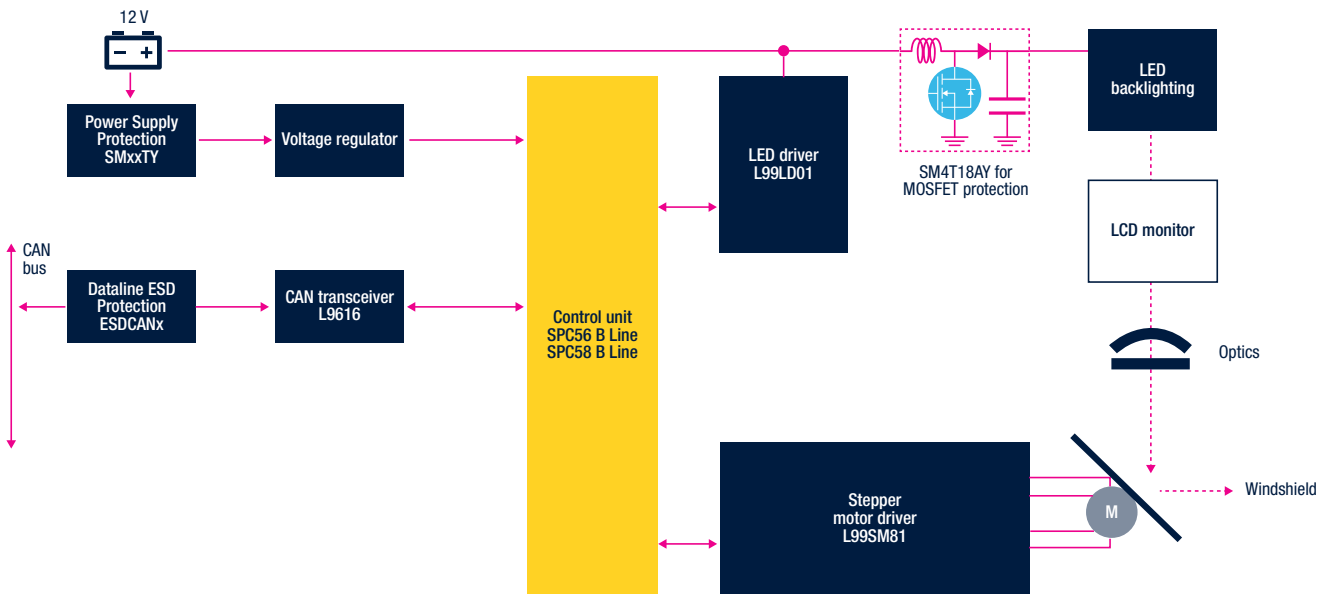 12 V
Power Supply
Protection
SMxxTY
Voltage regulator
LED driver
L99LD01
SM4T18AY for
MOSFET protection
LED
backlighting
LCD monitor
CAN
bus
Dataline ESD
Protection
ESDCANx
CAN transceiver
L9616
Control unit
SPC56 B Line
SPC58 B Line
Optics
Stepper
motor driver
L99SM81
M
Windshield